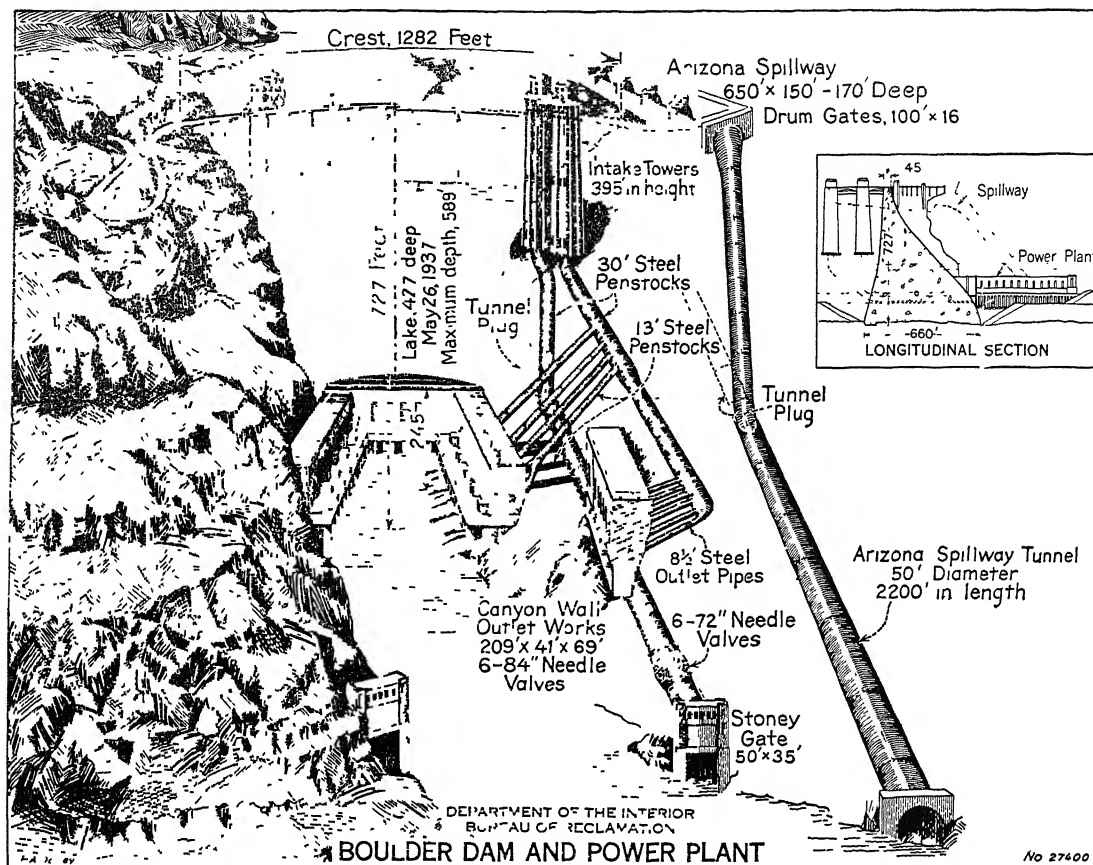 Crest, 1282 Feet
Arizona Spillway
650' × 150' - 170' Deep
Drum Gates, 100' × 16
Intake Towers
395' in height
727 Feet
Lake. 427 deep
May 26, 1937
Maximum depth, 589
Tunnel
Plug
30' Steel
Penstocks
13' Steel
Penstocks
Tunnel
Plug
45
Spillway
727
Power Plant
-660'-
LONGITUDINAL SECTION
8½' Steel
Outlet Pipes
Arizona Spillway Tunnel
50' Diameter
2200' in length
Canyon Wall
Outlet Works
209' × 41' × 69'
6-84" Needle
Valves
6-72" Needle
Valves
Stoney
Gate
50' × 35'
DEPARTMENT OF THE INTERIOR
BUREAU OF RECLAMATION
BOULDER DAM AND POWER PLANT
No 27400